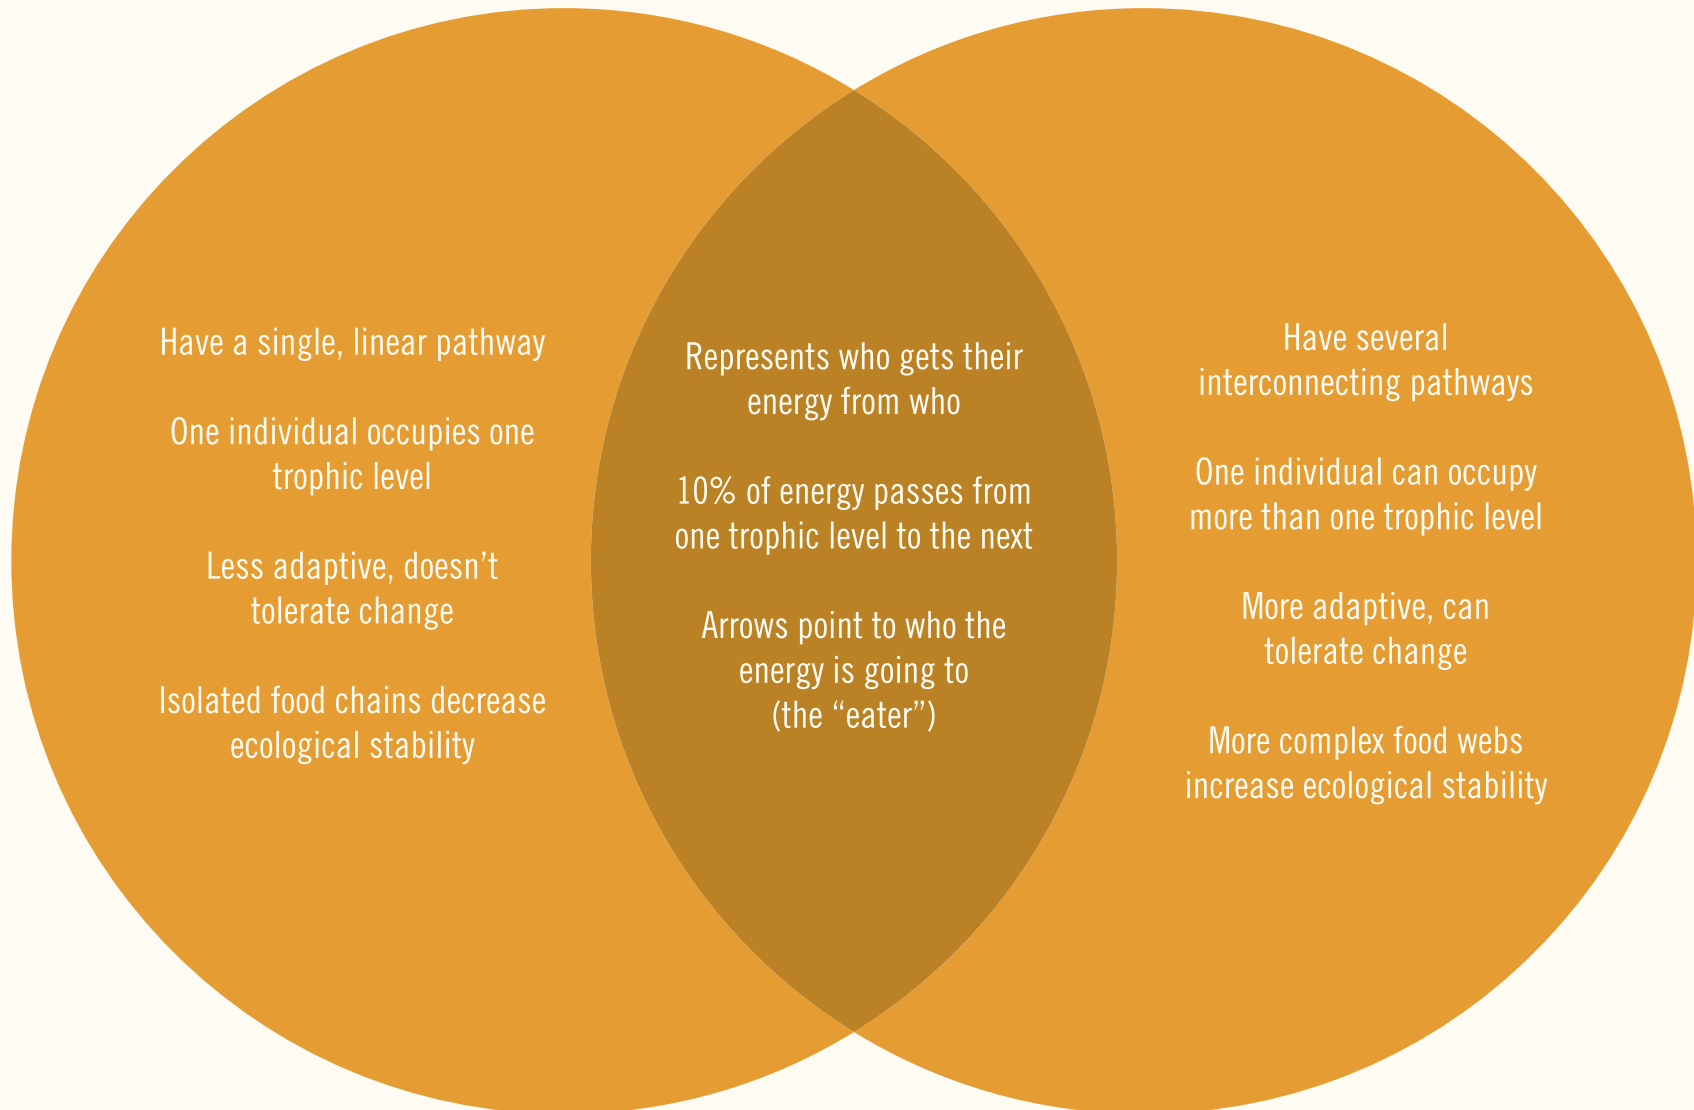 Have a single, linear pathway
One individual occupies one
trophic level
Less adaptive, doesn’t
tolerate change
Isolated food chains decrease
ecological stability
Represents who gets their
energy from who
10% of energy passes from
one trophic level to the next
Arrows point to who the
energy is going to
(the “eater”)
Have several
interconnecting pathways
One individual can occupy
more than one trophic level
More adaptive, can
tolerate change
More complex food webs
increase ecological stability